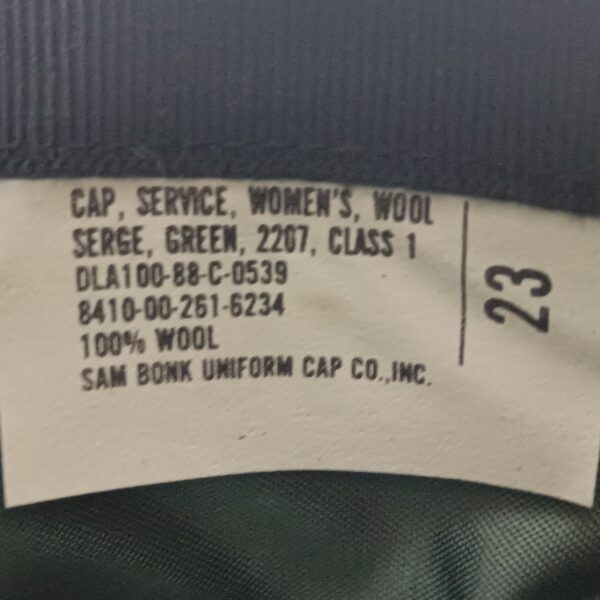 CAP, SERVICE, WOMEN'S, WOOL
SERGE, GREEN, 2207, CLASS 1
DLA100-88-C-0539
8410-00-261-6234
100% WOOL
SAM BONK UNIFORM CAP CO.,INC.
23